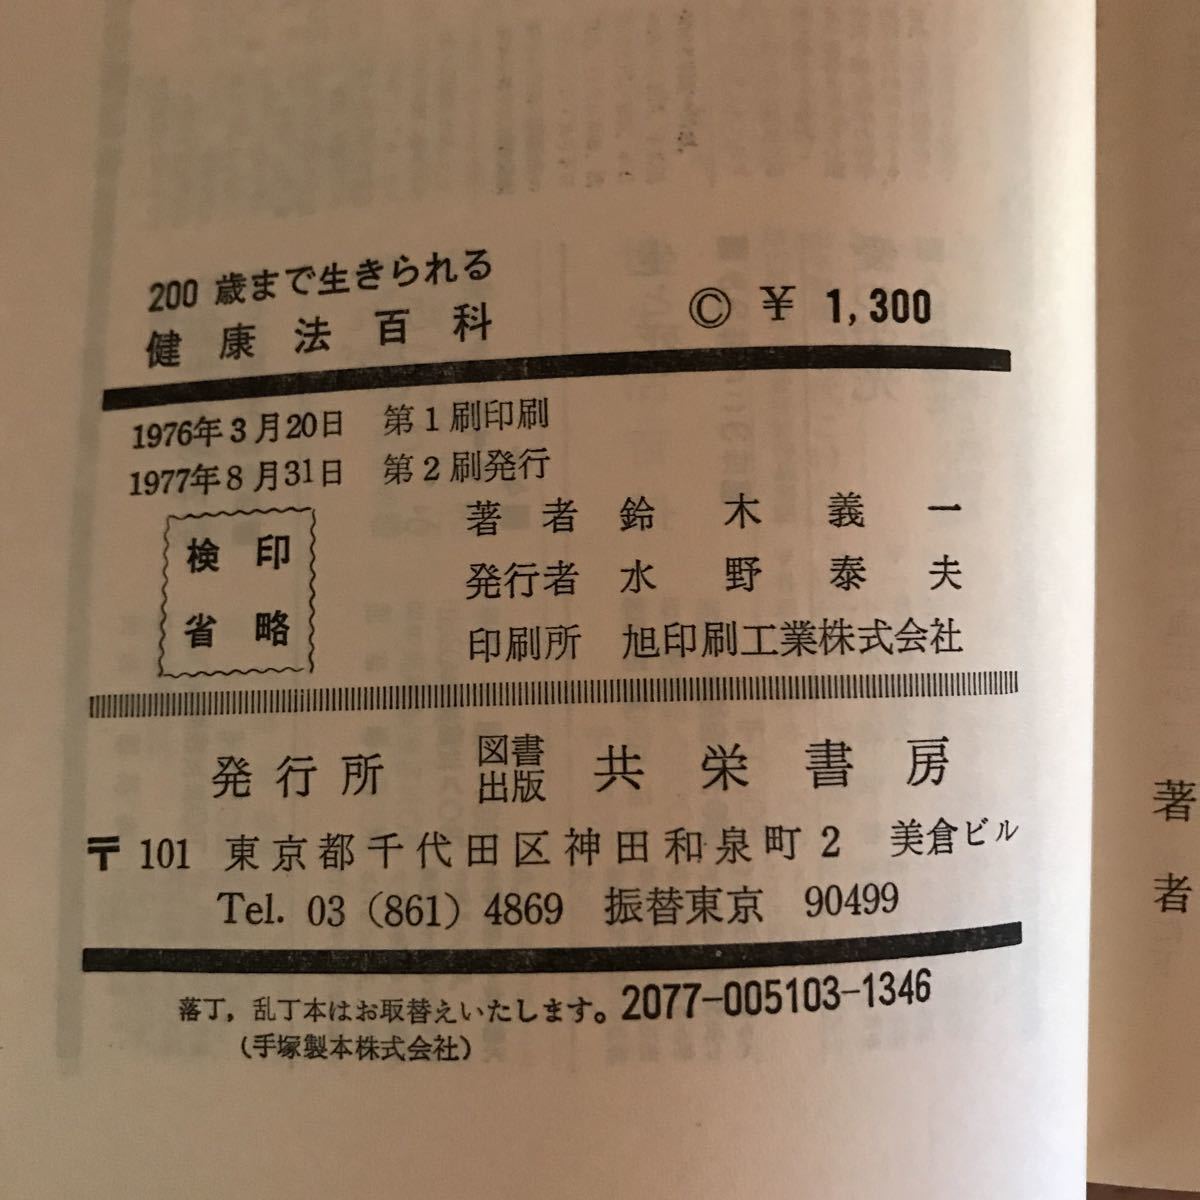 200 歳まで生きられる
健康法百科
© ¥ 1,300
1976年3月20日 第1刷印刷
1977年8月31日 第2刷発行
検印
省略
著者 鈴木義一
発行者 水野泰夫
印刷所 旭印刷工業株式会社
発行所 図書出版 共栄書房
〒101 東京都千代田区神田和泉町2 美倉ビル
Tel. 03 (861) 4869 振替東京 90499
落丁,乱丁本はお取替えいたします。2077-005103-1346
(手塚製本株式会社)
著者